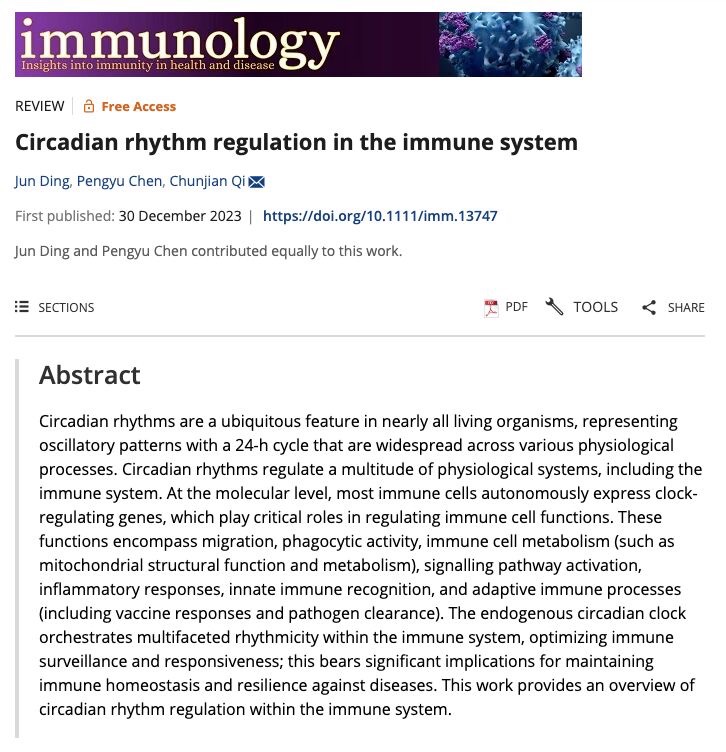 immunology
Insights into immunity in health and disease
REVIEW Free Access
Circadian rhythm regulation in the immune system
Jun Ding, Pengyu Chen, Chunjian Qi
First published: 30 December 2023 | https://doi.org/10.1111/imm.13747
Jun Ding and Pengyu Chen contributed equally to this work.
SECTIONS PDF TOOLS SHARE
Abstract
Circadian rhythms are a ubiquitous feature in nearly all living organisms, representing
oscillatory patterns with a 24-h cycle that are widespread across various physiological
processes. Circadian rhythms regulate a multitude of physiological systems, including the
immune system. At the molecular level, most immune cells autonomously express clock-
regulating genes, which play critical roles in regulating immune cell functions. These
functions encompass migration, phagocytic activity, immune cell metabolism (such as
mitochondrial structural function and metabolism), signalling pathway activation,
inflammatory responses, innate immune recognition, and adaptive immune processes
(including vaccine responses and pathogen clearance). The endogenous circadian clock
orchestrates multifaceted rhythmicity within the immune system, optimizing immune
surveillance and responsiveness; this bears significant implications for maintaining
immune homeostasis and resilience against diseases. This work provides an overview of
circadian rhythm regulation within the immune system.